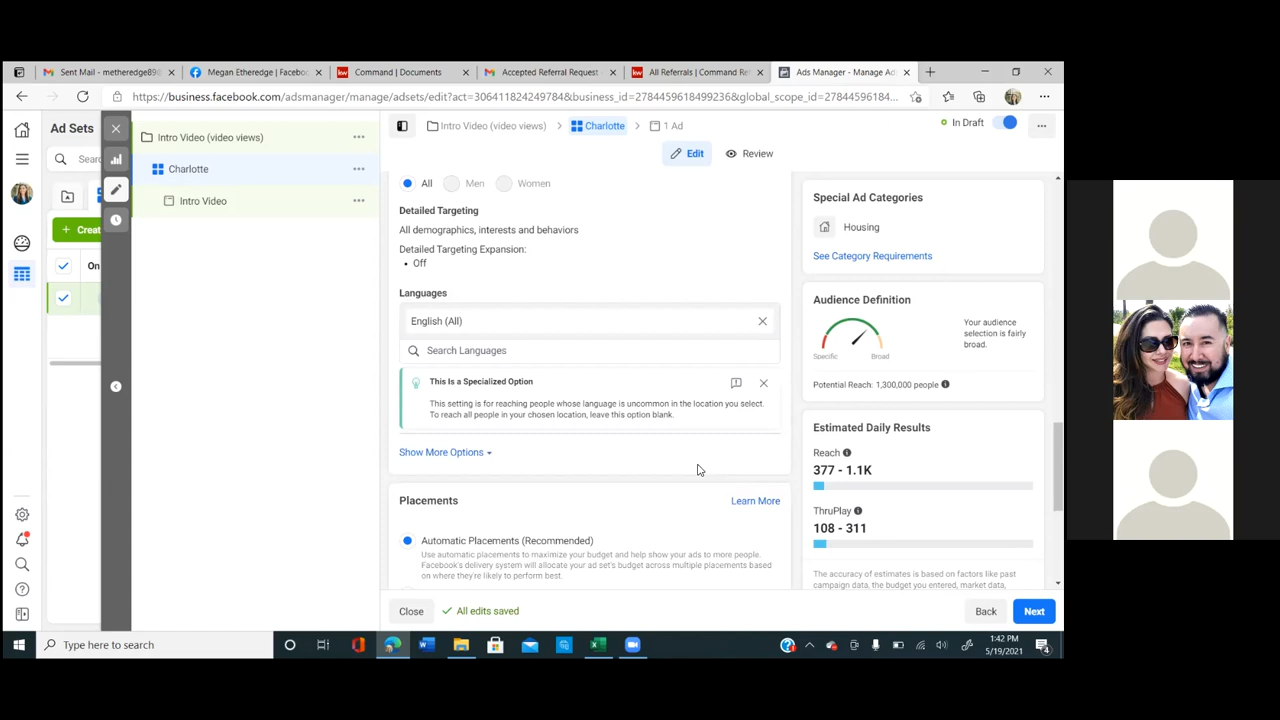 Sent Mail - metheredge89@
Megan Etheredge | Facebo
Command | Documents
Accepted Referral Request -
All Referrals | Command Re
Ads Manager - Manage Ads
https://business.facebook.com/adsmanager/manage/adsets/edit?act=306411824249784&business_id=2784459618499236&global_scope_id=27844596184...
Ad Sets
Intro Video (video views)
Intro Video (video views)
Charlotte
1 Ad
In Draft
Searc
Edit
Review
Charlotte
Intro Video
+ Creat
On
All
Men
Women
Detailed Targeting
All demographics, interests and behaviors
Detailed Targeting Expansion:
• Off
Languages
English (All)
Search Languages
This Is a Specialized Option
This setting is for reaching people whose language is uncommon in the location you select.
To reach all people in your chosen location, leave this option blank.
Show More Options
Placements
Learn More
Automatic Placements (Recommended)
Use automatic placements to maximize your budget and help show your ads to more people.
Facebook's delivery system will allocate your ad set's budget across multiple placements based
on where they're likely to perform best.
Special Ad Categories
Housing
See Category Requirements
Audience Definition
Your audience
selection is fairly
broad.
Specific
Broad
Potential Reach: 1,300,000 people
Estimated Daily Results
Reach
377 - 1.1K
ThruPlay
108 - 311
The accuracy of estimates is based on factors like past
campaign data, the budget you entered, market data,
Close
All edits saved
Back
Next
Type here to search
1:42 PM
5/19/2021
4